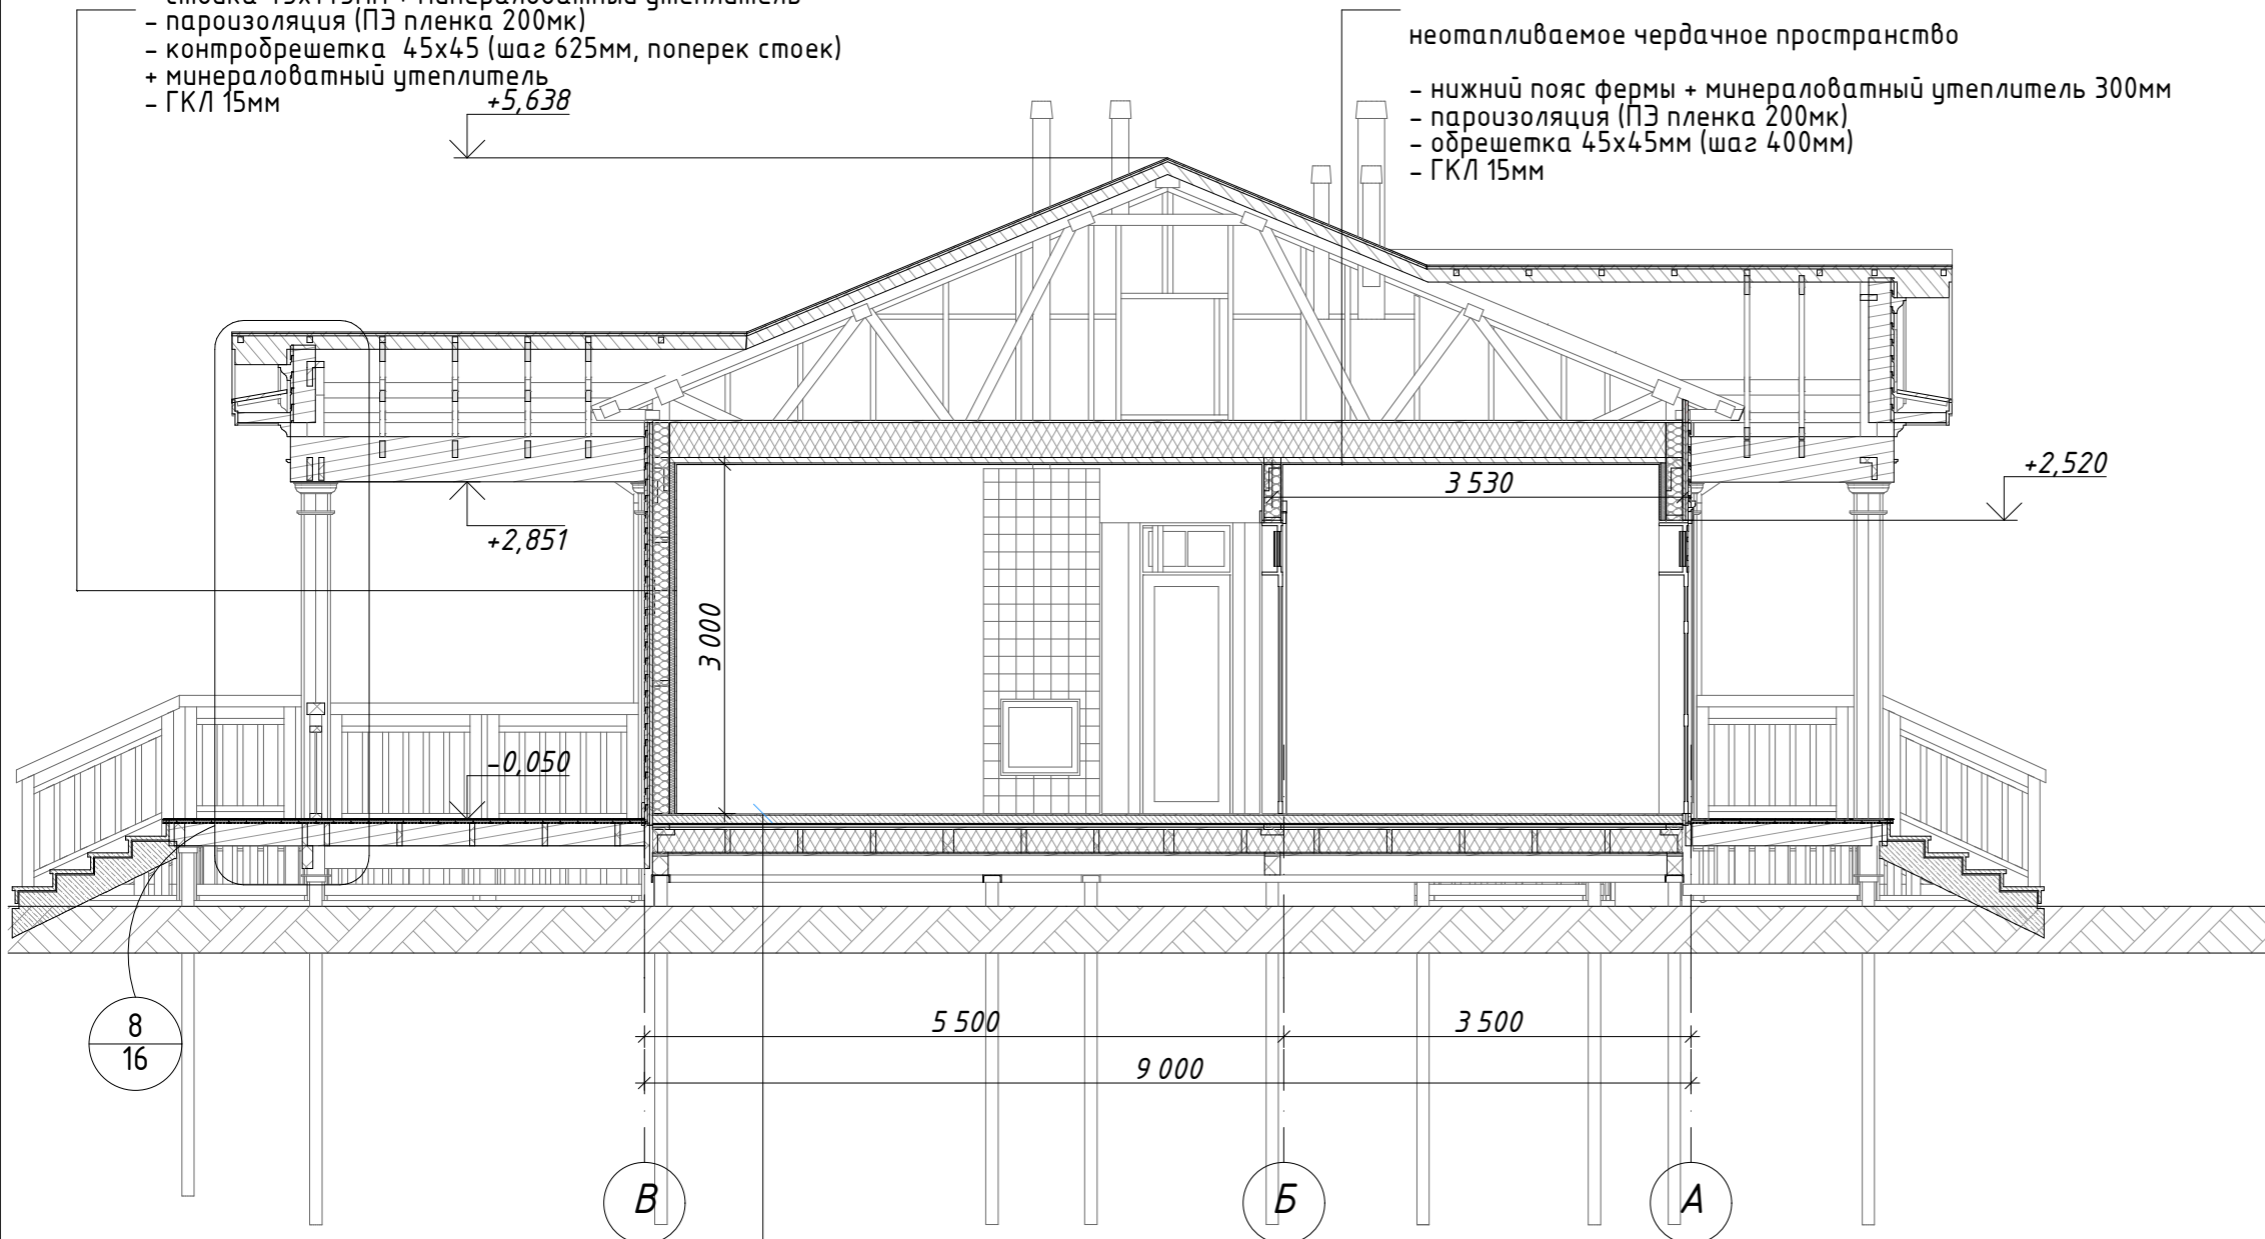 - пароизоляция (ПЭ пленка 200мк)
- контробрешетка 45х45 (шаг 625мм, поперек стоек)
+ минераловатный утеплитель
- ГКЛ 15мм
неотапливаемое чердачное пространство
- нижний пояс фермы + минераловатный утеплитель 300мм
- пароизоляция (ПЭ пленка 200мк)
- обрешетка 45х45мм (шаг 400мм)
- ГКЛ 15мм
+5,638
3 530
+2,520
+2,851
3 000
-0,050
8
16
5 500
3 500
9 000
В
Б
А